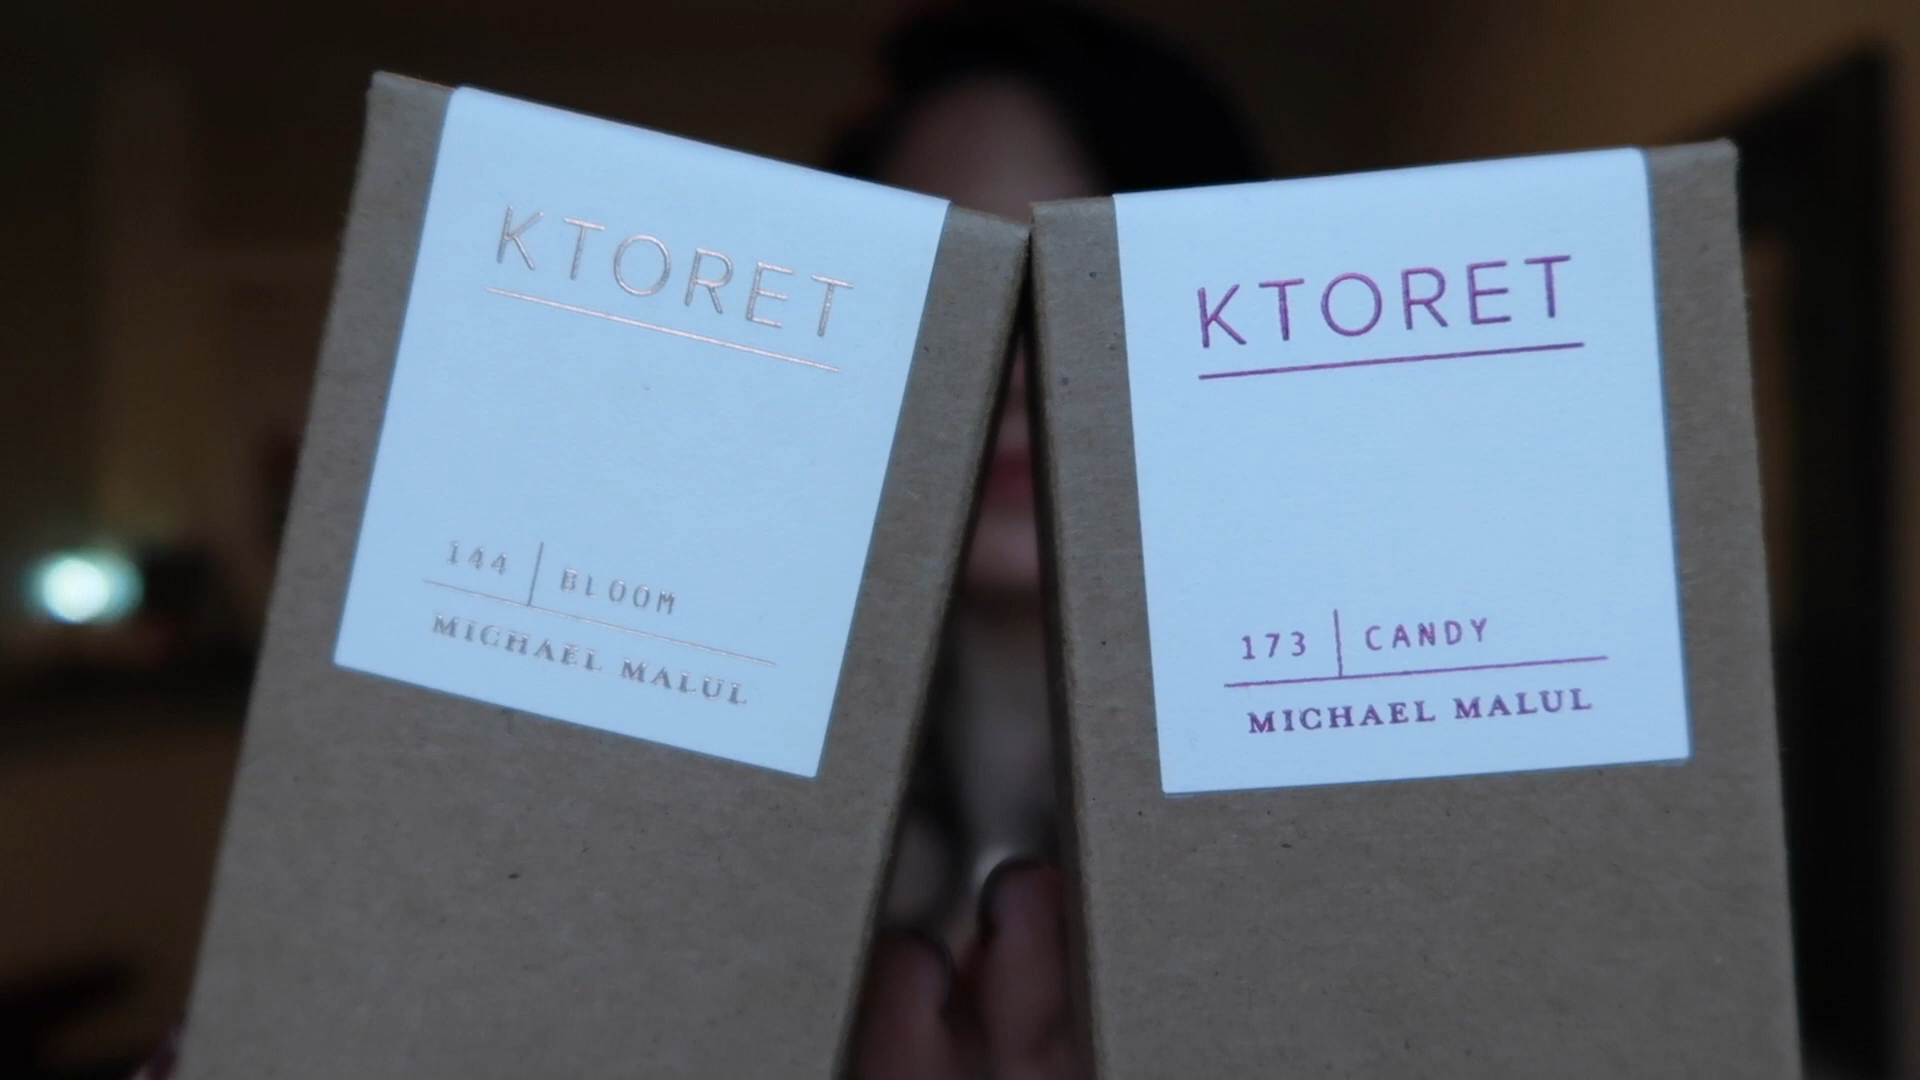 KTORET
144 | BLOOM
MICHAEL MALUL
KTORET
173 | CANDY
MICHAEL MALUL